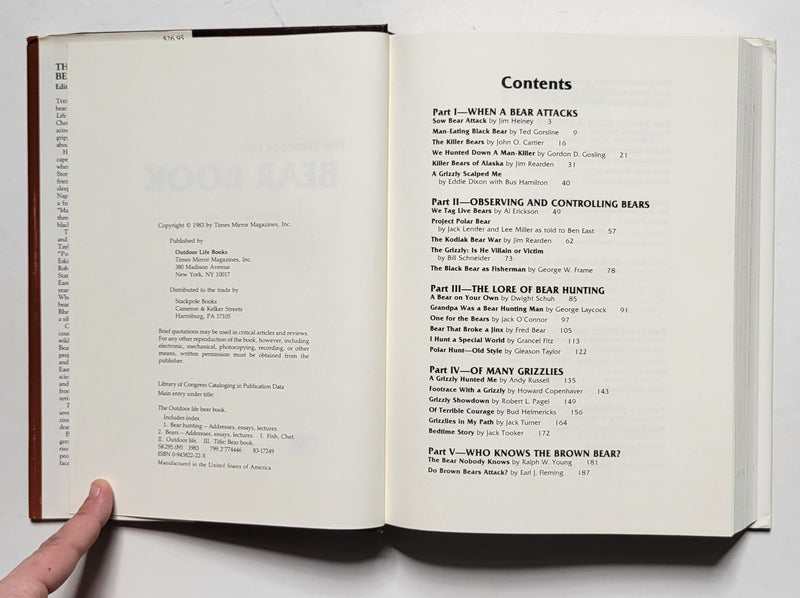 $26.95
TH
BE
Edit
Copyright © 1983 by Times Mirror Magazines, Inc.
Published by
Outdoor Life Books
Times Mirror Magazines, Inc.
380 Madison Avenue
New York, NY 10017
Distributed to the trade by
Stackpole Books
Cameron & Kelker Streets
Harrisburg, PA 17105
Brief quotations may be used in critical articles and reviews.
For any other reproduction of the book, however, including
electronic, mechanical, photocopying, recording, or other
means, written permission must be obtained from the
publisher.
Library of Congress Cataloging in Publication Data
Main entry under title:
The Outdoor life bear book.
Includes index.
1. Bear hunting—Addresses, essays, lectures.
2. Bears—Addresses, essays, lectures. I. Fish, Chet.
II. Outdoor life. III. Title: Bear book.
SK295.O95 1983 799.2'774446 83-17249
ISBN 0-943822-22-X
Manufactured in the United States of America
Contents
Part I—WHEN A BEAR ATTACKS
Sow Bear Attack by Jim Heiney 3
Man-Eating Black Bear by Ted Gorsline 9
The Killer Bears by John O. Cartier 16
We Hunted Down A Man-Killer by Gordon D. Gosling 21
Killer Bears of Alaska by Jim Rearden 31
A Grizzly Scalped Me
by Eddie Dixon with Bus Hamilton 40
Part II—OBSERVING AND CONTROLLING BEARS
We Tag Live Bears by Al Erickson 49
Project Polar Bear
by Jack Lentfer and Lee Miller as told to Ben East 57
The Kodiak Bear War by Jim Rearden 62
The Grizzly: Is He Villain or Victim
by Bill Schneider 73
The Black Bear as Fisherman by George W. Frame 78
Part III—THE LORE OF BEAR HUNTING
A Bear on Your Own by Dwight Schuh 85
Grandpa Was a Bear Hunting Man by George Laycock 91
One for the Bears by Jack O'Connor 97
Bear That Broke a Jinx by Fred Bear 105
I Hunt a Special World by Grancel Fitz 113
Polar Hunt—Old Style by Gleason Taylor 122
Part IV—OF MANY GRIZZLIES
A Grizzly Hunted Me by Andy Russell 135
Footrace With a Grizzly by Howard Copenhaver 143
Grizzly Showdown by Robert L. Pagel 149
Of Terrible Courage by Bud Helmericks 156
Grizzlies in My Path by Jack Turner 164
Bedtime Story by Jack Tooker 172
Part V—WHO KNOWS THE BROWN BEAR?
The Bear Nobody Knows by Ralph W. Young 181
Do Brown Bears Attack? by Earl J. Fleming 187